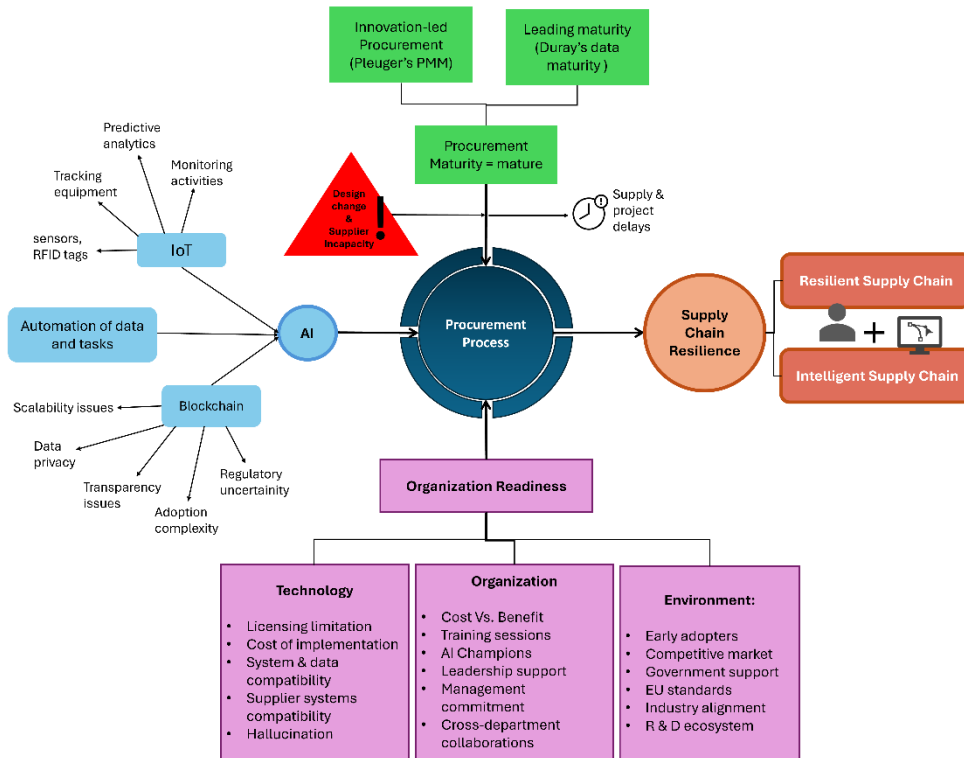 Innovation-led
Procurement
(Pleuger's PMM)
Leading maturity
(Duray's data
maturity )
Procurement
Maturity = mature
Predictive
analytics
Monitoring
activities
Tracking
equipment
sensors,
RFID tags
IoT
Design
change
&
Supplier
Incapacity
!
Supply &
project
delays
Automation of data
and tasks
AI
Procurement
Process
Supply
Chain
Resilience
Resilient Supply Chain
+
Intelligent Supply Chain
Blockchain
Scalability issues
Data
privacy
Transparency
issues
Adoption
complexity
Regulatory
uncertainity
Organization Readiness
Technology
• Licensing limitation
• Cost of implementation
• System & data
compatibility
• Supplier systems
compatibility
• Hallucination
Organization
• Cost Vs. Benefit
• Training sessions
• AI Champions
• Leadership support
• Management
commitment
• Cross-department
collaborations
Environment:
• Early adopters
• Competitive market
• Government support
• EU standards
• Industry alignment
• R & D ecosystem